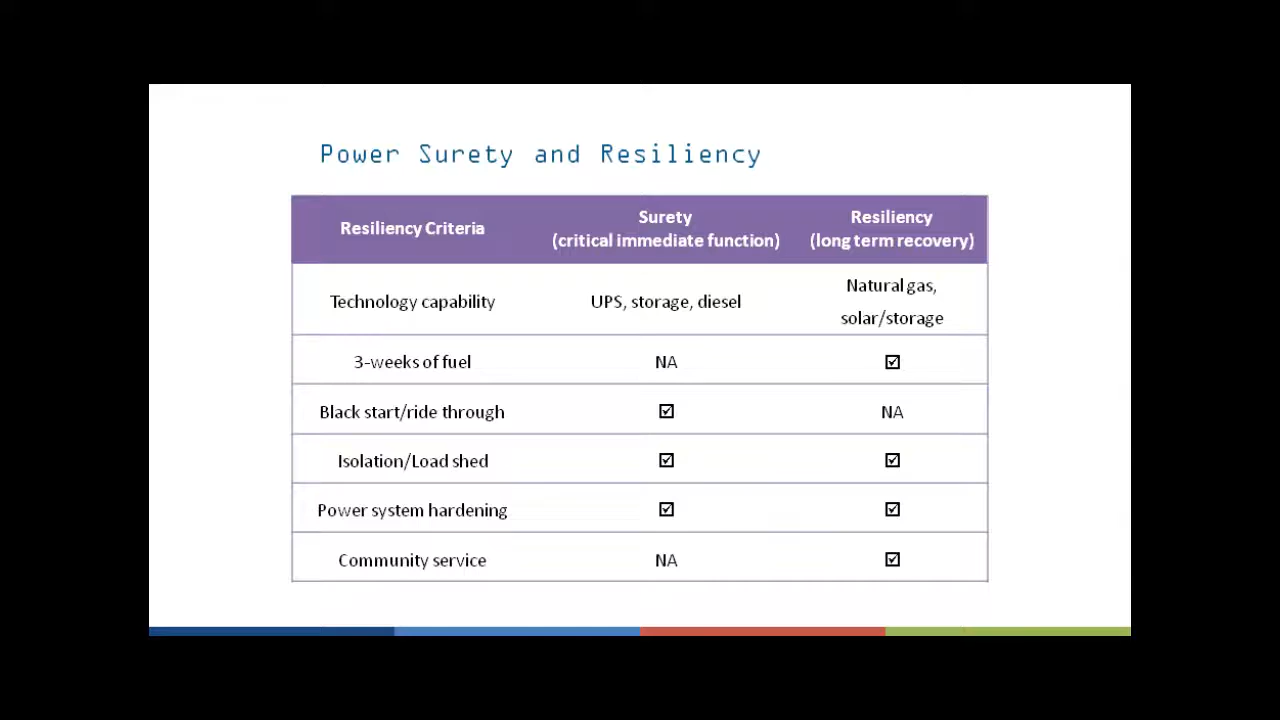 Power Surety and Resiliency
Resiliency Criteria
Surety
(critical immediate function)
Resiliency
(long term recovery)
Technology capability
UPS, storage, diesel
Natural gas,
solar/storage
3-weeks of fuel
NA
☑
Black start/ride through
☑
NA
Isolation/Load shed
☑
☑
Power system hardening
☑
☑
Community service
NA
☑